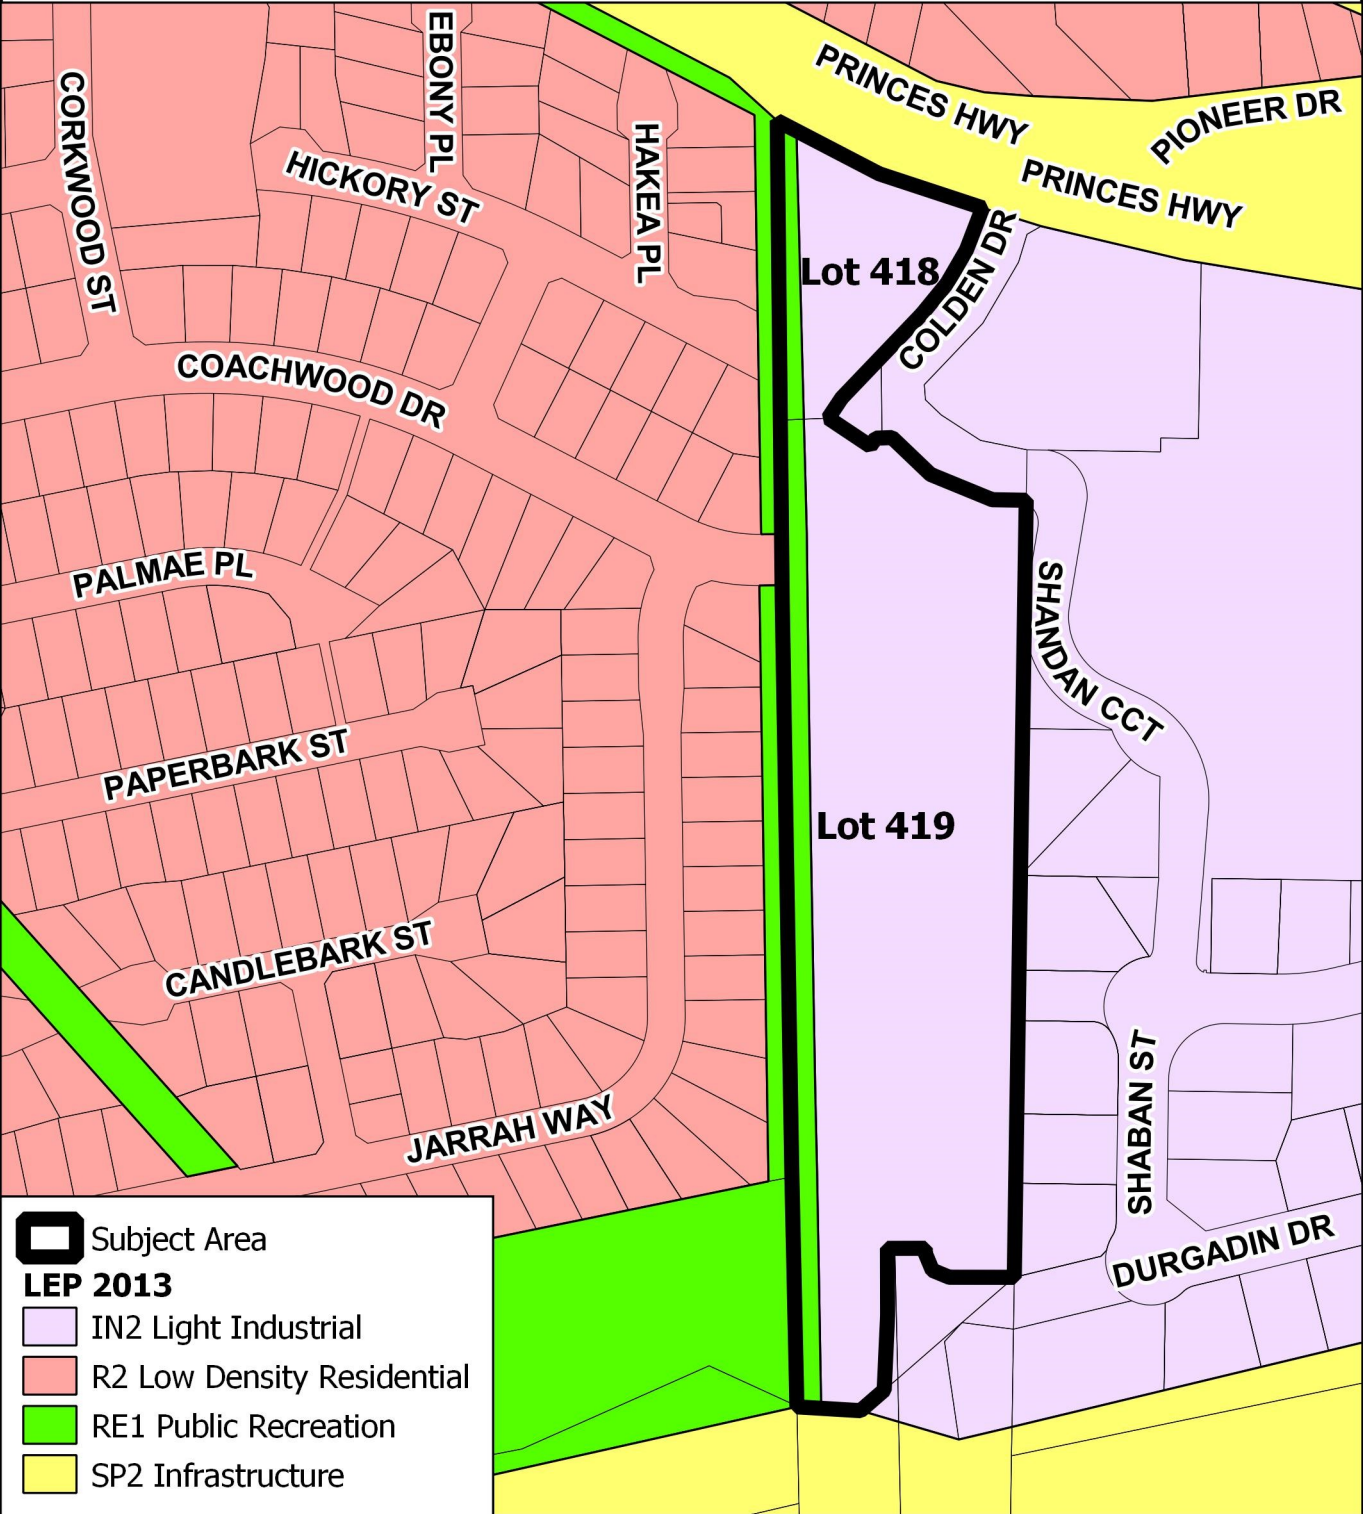 EBONY PL
PRINCES HWY
PIONEER DR
CORKWOOD ST
HICKORY ST
HAKEA PL
PRINCES HWY
Lot 418
COLDEN DR
COACHWOOD DR
PALMAE PL
SHANDAN CCT
PAPERBARK ST
Lot 419
CANDLEBARK ST
JARRAH WAY
SHABAN ST
DURGADIN DR
Subject Area
LEP 2013
IN2 Light Industrial
R2 Low Density Residential
RE1 Public Recreation
SP2 Infrastructure